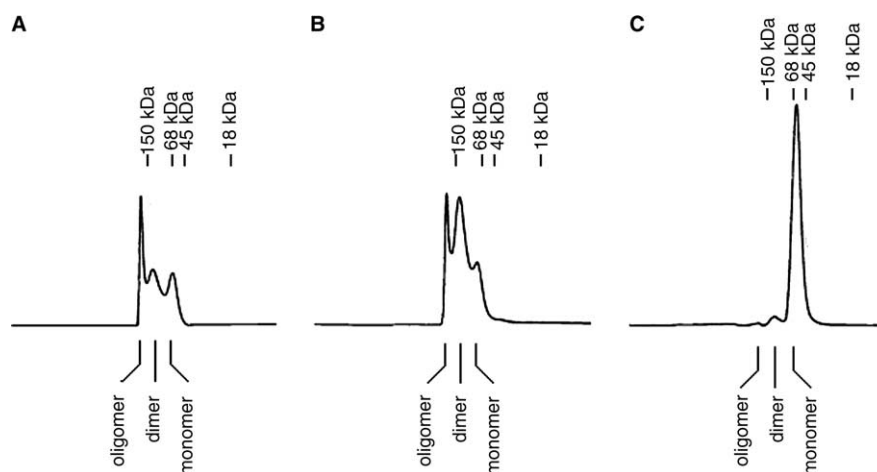 A
150 kDa
68 kDa
45 kDa
18 kDa
oligomer
dimer
monomer
B
150 kDa
68 kDa
45 kDa
18 kDa
oligomer
dimer
monomer
C
150 kDa
68 kDa
45 kDa
18 kDa
oligomer
dimer
monomer